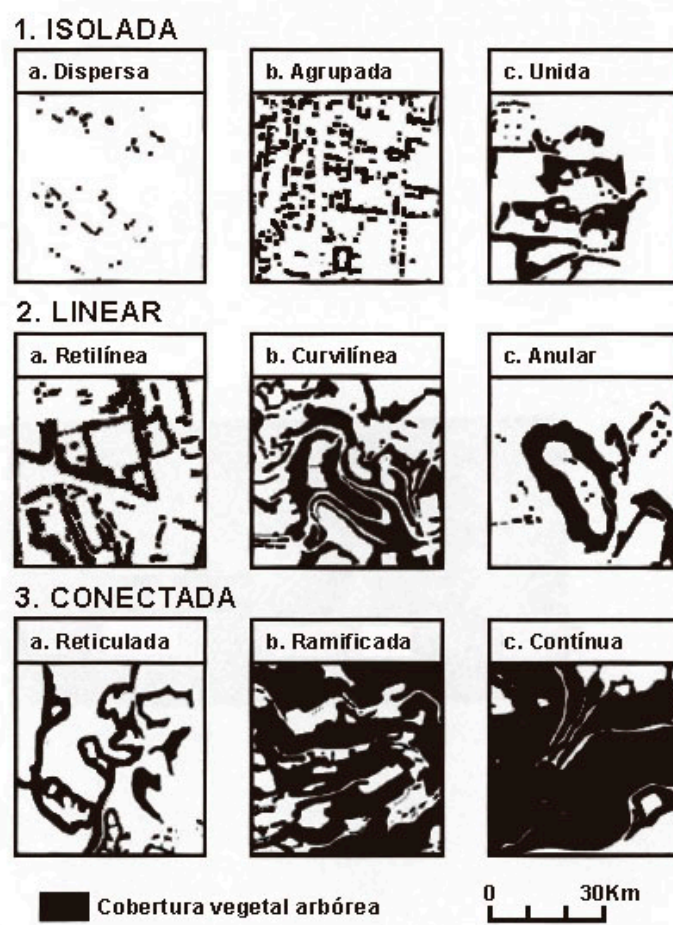 1. ISOLADA
a. Dispersa
b. Agrupada
c. Unida
2. LINEAR
a. Retilínea
b. Curvilínea
c. Anular
3. CONECTADA
a. Reticulada
b. Ramificada
c. Contínua
Cobertura vegetal arbórea
0 30Km